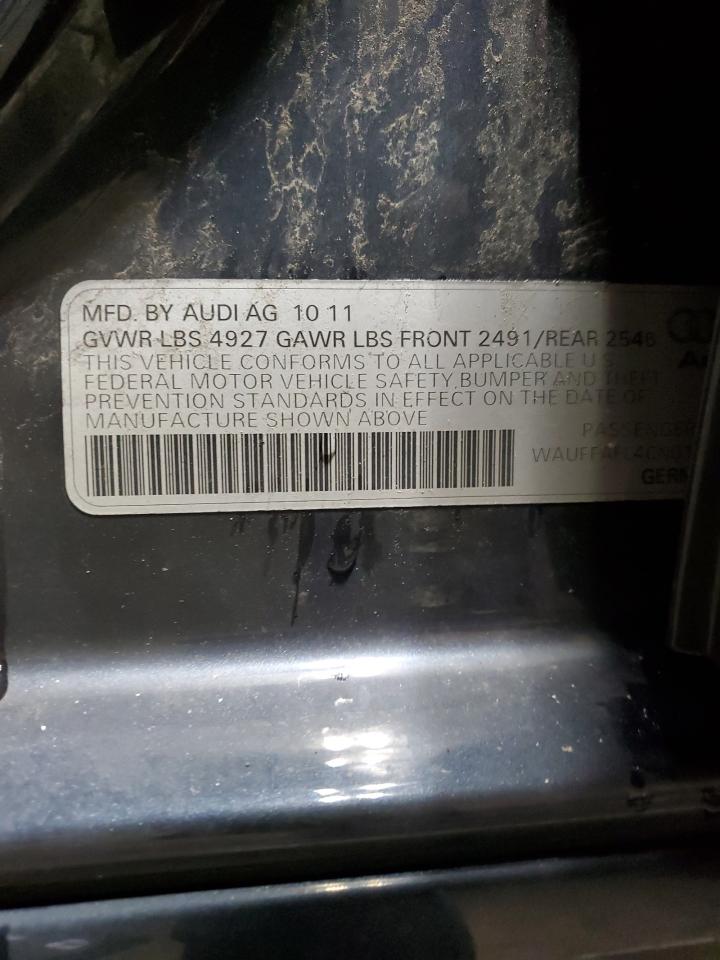 MFD. BY AUDI AG 10 11
GVWR LBS 4927 GAWR LBS FRONT 2491/REAR 2546
THIS VEHICLE CONFORMS TO ALL APPLICABLE U S
FEDERAL MOTOR VEHICLE SAFETY, BUMPER AND THEFT
PREVENTION STANDARDS IN EFFECT ON THE DATE OF
MANUFACTURE SHOWN ABOVE
PASSENGER